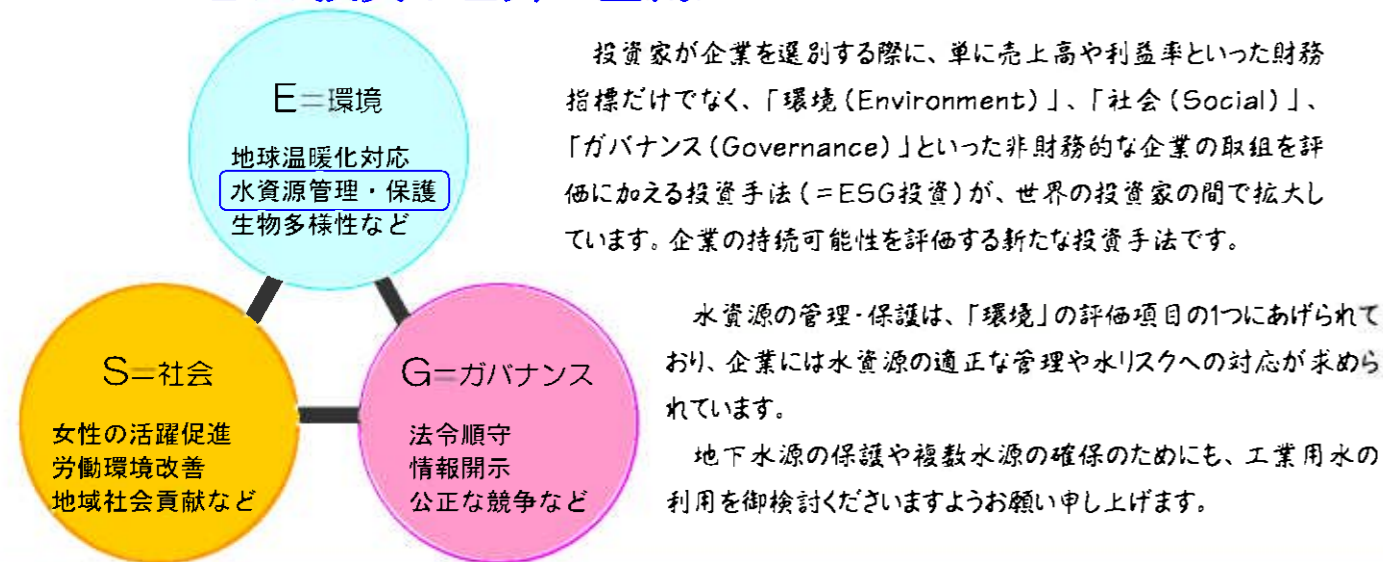 E＝環境
地球温暖化対応
水資源管理・保護
生物多様性など
S＝社会
女性の活躍促進
労働環境改善
地域社会貢献など
G＝ガバナンス
法令順守
情報開示
公正な競争など
投資家が企業を選別する際に、単に売上高や利益率といった財務
指標だけでなく、「環境（Environment）」、「社会（Social）」、
「ガバナンス（Governance）」といった非財務的な企業の取組を評
価に加える投資手法（＝ESG投資）が、世界の投資家の間で拡大し
ています。企業の持続可能性を評価する新たな投資手法です。
水資源の管理・保護は、「環境」の評価項目の1つにあげられて
おり、企業には水資源の適正な管理や水リスクへの対応が求めら
れています。
地下水源の保護や複数水源の確保のためにも、工業用水の
利用を御検討くださいますようお願い申し上げます。